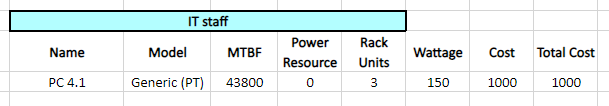 IT staff
Name Model MTBF Power Resource Rack Units Wattage Cost Total Cost
PC 4.1 Generic (PT) 43800 0 3 150 1000 1000